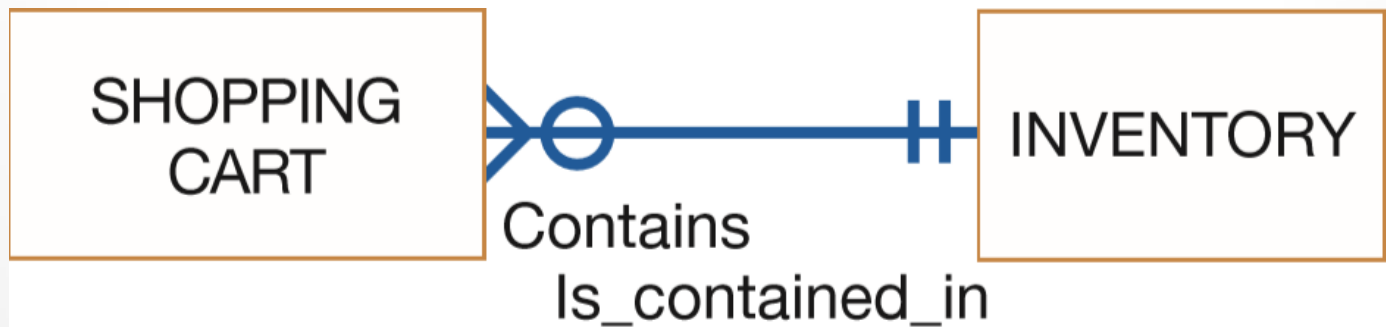 SHOPPING
CART
INVENTORY
Contains
Is_contained_in